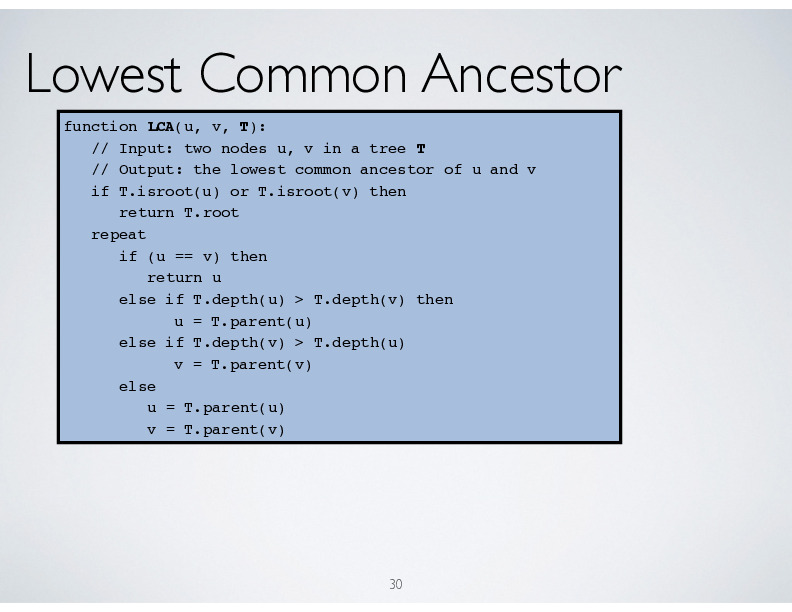 Lowest Common Ancestor
function LCA(u, v, T):
// Input: two nodes u, v in a tree T
// Output: the lowest common ancestor of u and v
if T.isroot(u) or T.isroot(v) then
return T.root
repeat
if (u == v) then
return u
else if T.depth(u) > T.depth(v) then
u = T.parent(u)
else if T.depth(v) > T.depth(u)
v = T.parent(v)
else
u = T.parent(u)
v = T.parent(v)
30